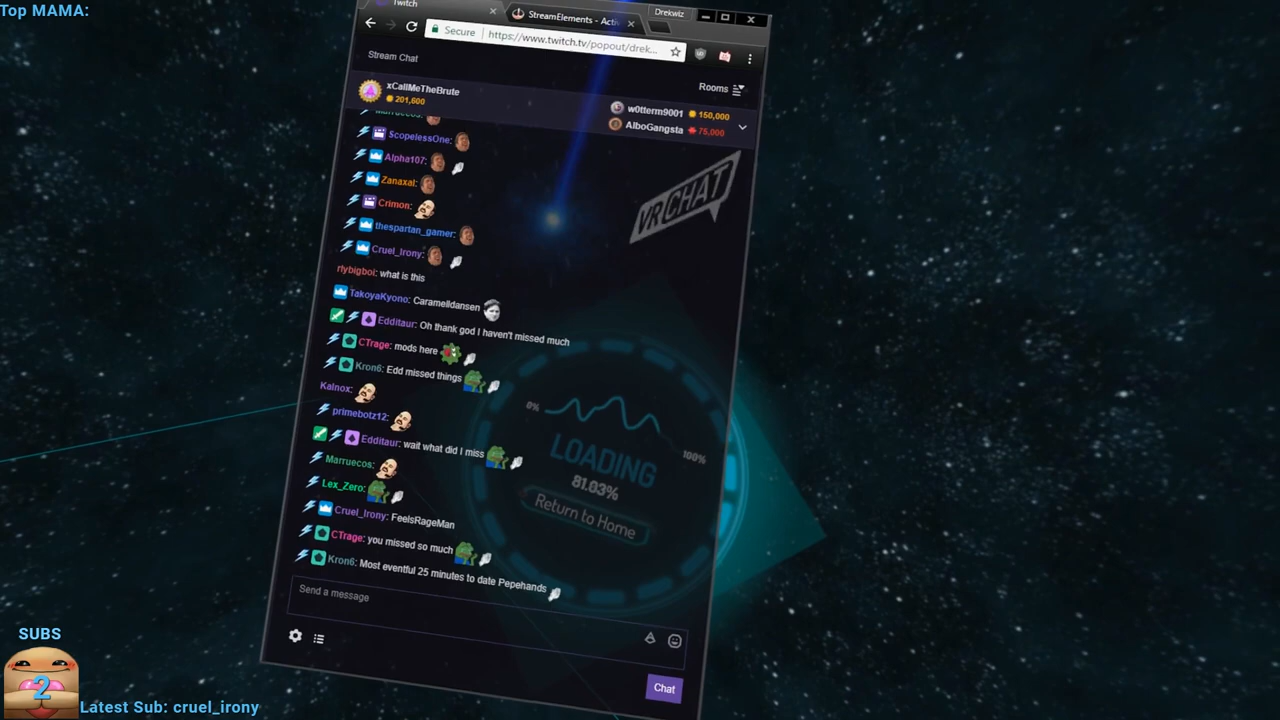 Top MAMA:
Twitch
StreamElements - Activ
Drekwiz
Secure
https://www.twitch.tv/popout/drek...
Stream Chat
Rooms
xCallMeTheBrute
201,600
w0tterm9001 150,000
AlboGangsta 75,000
Marruecos:
ScopelessOne:
Alpha107:
Zanaxal:
Crimon:
thespartan_gamer:
Cruel_Irony:
rlybigboi: what is this
TakoyaKyono: Caramelldansen
Edditaur: Oh thank god I haven't missed much
CTrage: mods here
Kron6: Edd missed things
Kalnox:
primebotz12:
Edditaur: wait what did I miss
Marruecos:
Lex_Zero:
Cruel_Irony: FeelsRageMan
CTrage: you missed so much
Kron6: Most eventful 25 minutes to date Pepehands
Send a message
Chat
VRCHAT
0%
100%
LOADING
81.03%
Return to Home
SUBS
2
Latest Sub: cruel_irony